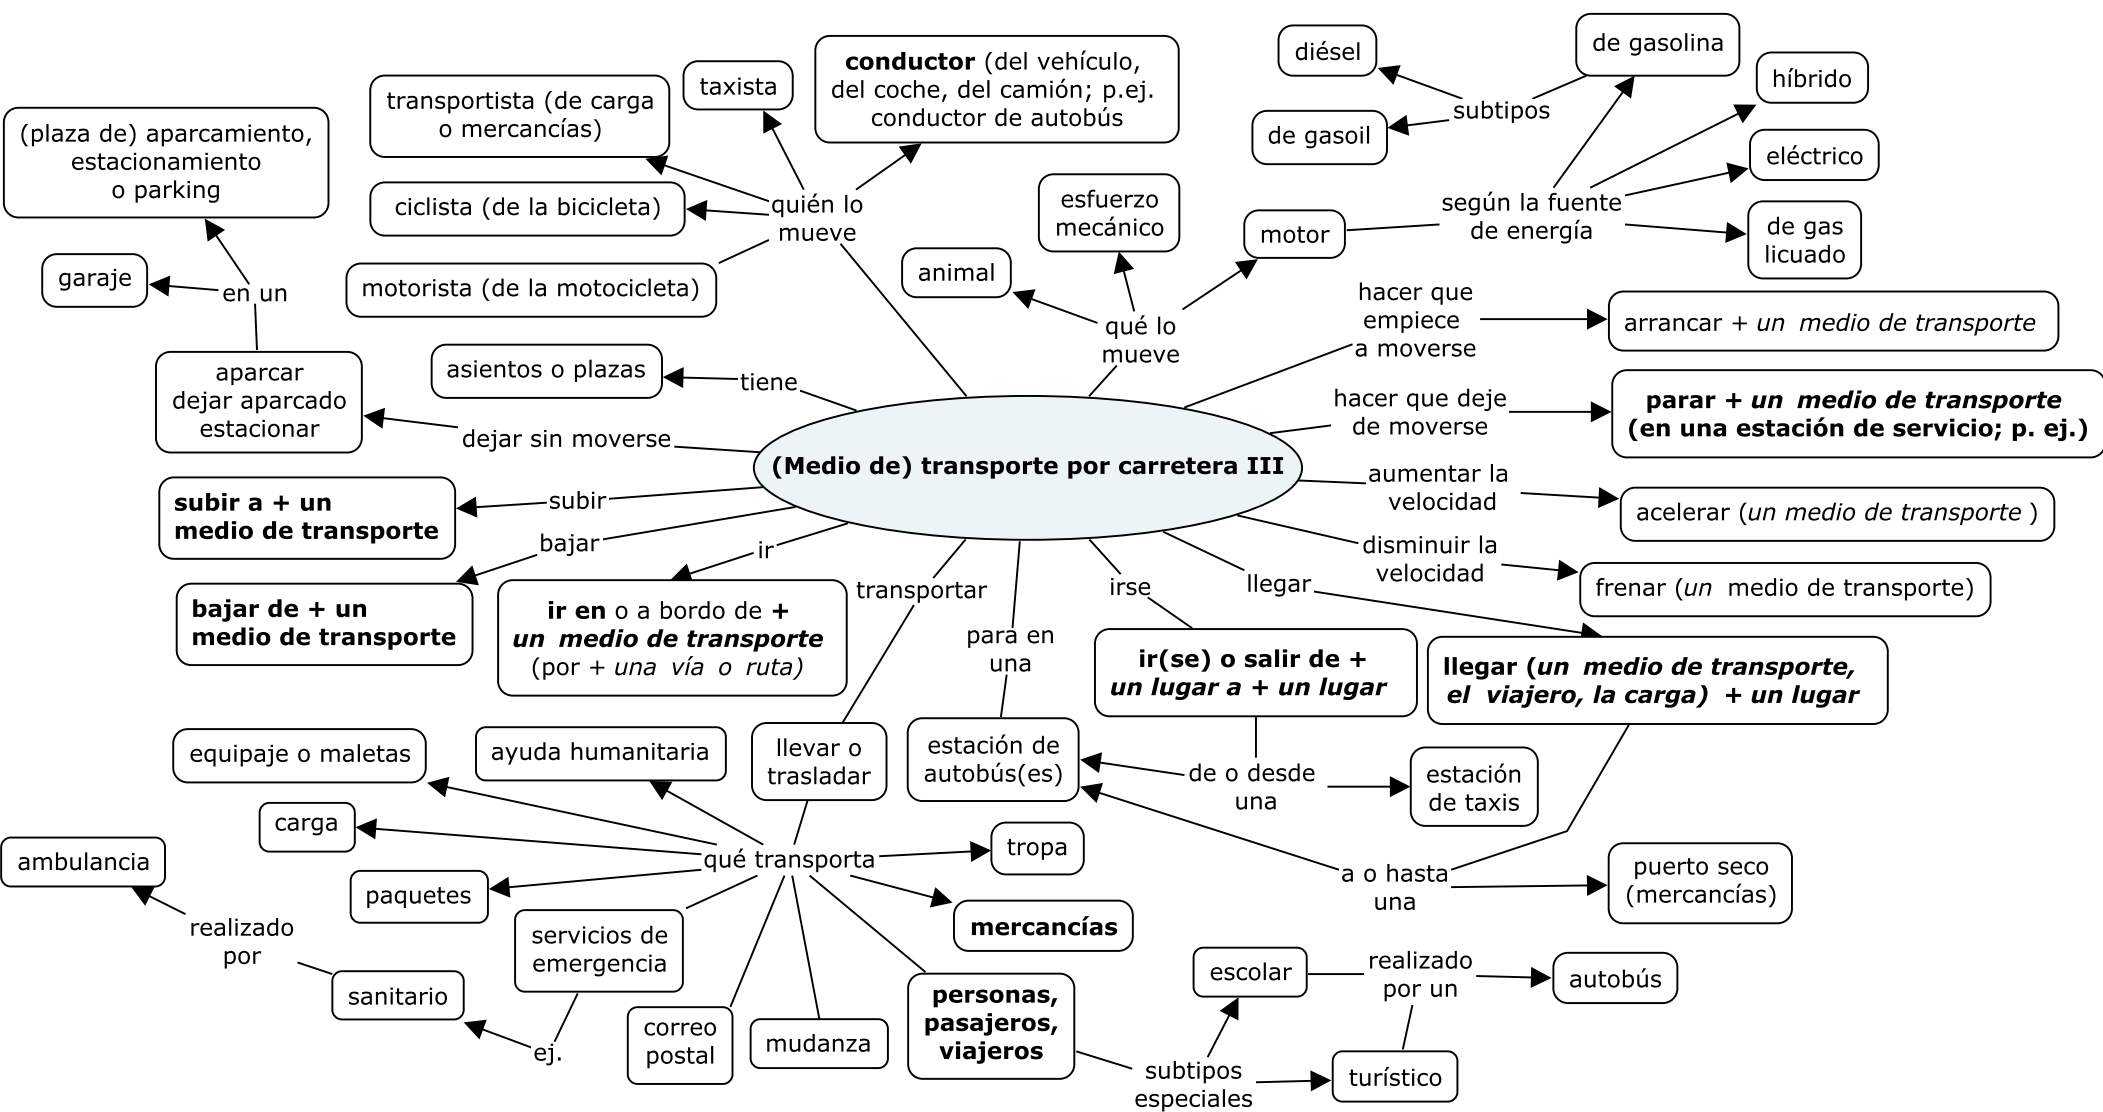 diésel
de gasolina
híbrido
subtipos
de gasoil
eléctrico
según la fuente
de energía
de gas
licuado
conductor (del vehículo,
del coche, del camión; p.ej.
conductor de autobús
taxista
transportista (de carga
o mercancías)
ciclista (de la bicicleta)
quién lo
mueve
motorista (de la motocicleta)
(plaza de) aparcamiento,
estacionamiento
o parking
garaje
en un
aparcar
dejar aparcado
estacionar
esfuerzo
mecánico
motor
animal
qué lo
mueve
hacer que
empiece
a moverse
arrancar + un medio de transporte
asientos o plazas
tiene
dejar sin moverse
hacer que deje
de moverse
parar + un medio de transporte
(en una estación de servicio; p. ej.)
(Medio de) transporte por carretera III
aumentar la
velocidad
acelerar (un medio de transporte )
disminuir la
velocidad
frenar (un medio de transporte)
subir a + un
medio de transporte
subir
bajar
bajar de + un
medio de transporte
ir
ir en o a bordo de +
un medio de transporte
(por + una vía o ruta)
transportar
para en
una
irse
llegar
ir(se) o salir de +
un lugar a + un lugar
llegar (un medio de transporte,
el viajero, la carga) + un lugar
equipaje o maletas
ayuda humanitaria
llevar o
trasladar
estación de
autobús(es)
de o desde
una
estación
de taxis
carga
ambulancia
qué transporta
tropa
a o hasta
una
puerto seco
(mercancías)
paquetes
mercancías
realizado
por
servicios de
emergencia
sanitario
ej.
correo
postal
mudanza
personas,
pasajeros,
viajeros
escolar
realizado
por un
autobús
subtipos
especiales
turístico